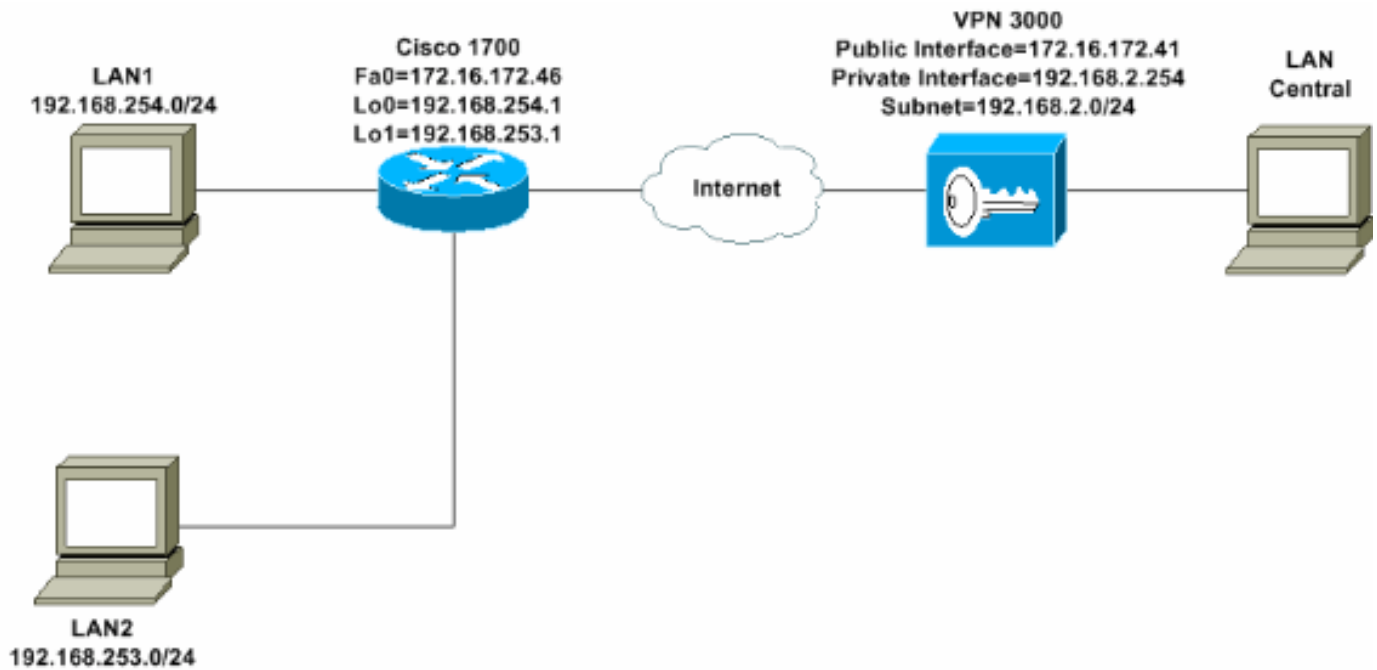 LAN1
192.168.254.0/24
Cisco 1700
Fa0=172.16.172.46
Lo0=192.168.254.1
Lo1=192.168.253.1
Internet
VPN 3000
Public Interface=172.16.172.41
Private Interface=192.168.2.254
Subnet=192.168.2.0/24
LAN
Central
LAN2
192.168.253.0/24